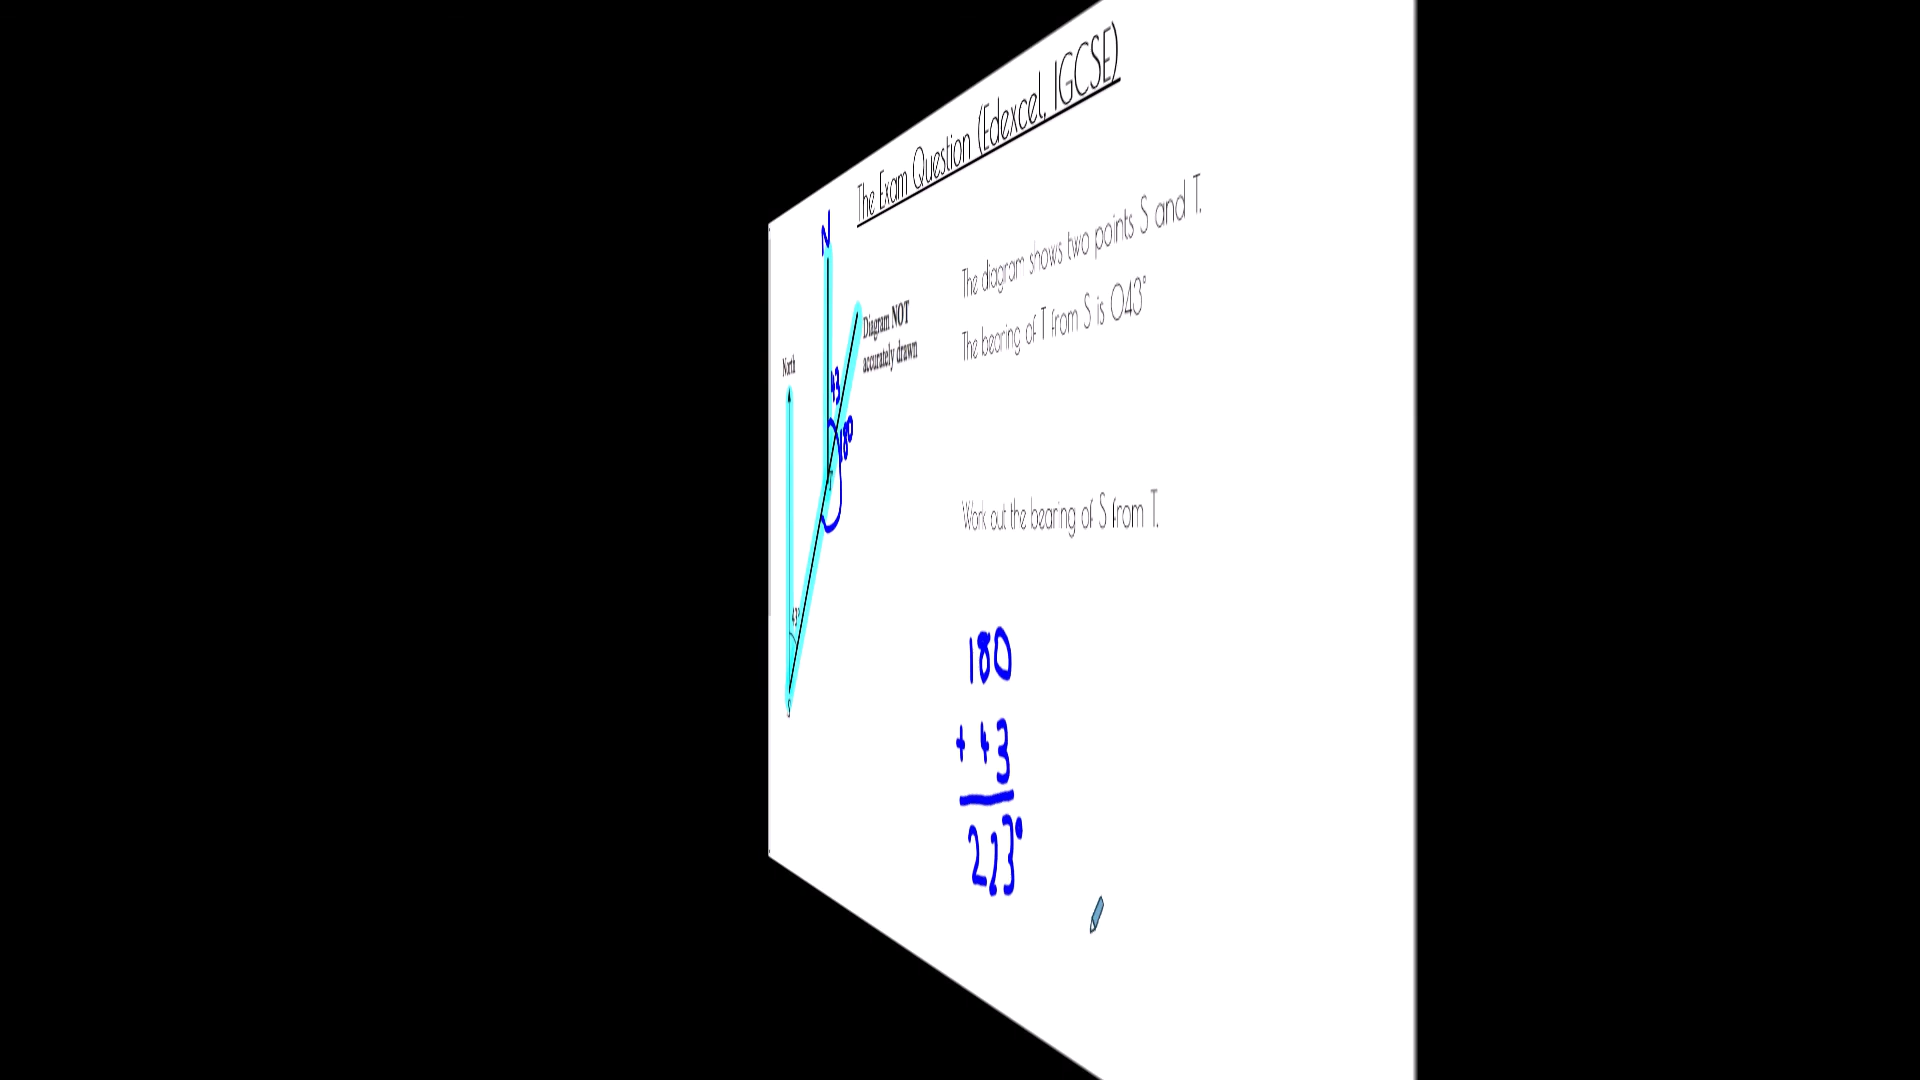 The Exam Question (Edexcel, IGCSE)
N
North
Diagram NOT
accurately drawn
43
180
T
43°
S
The diagram shows two points S and T.
The bearing of T from S is 043°
Work out the bearing of S from T.
180
+ 43
223°